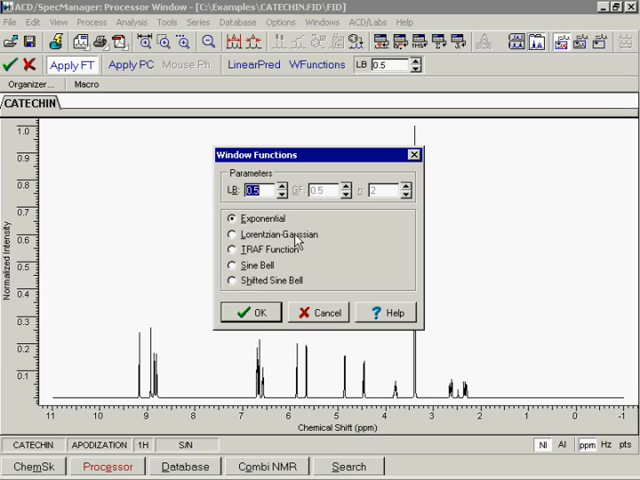 ACD/SpecManager: Processor Window - [C:\Examples\CATECHIN.FID\FID]
File Edit View Process Analysis Tools Series Database Options Windows ACD/Labs Help
Apply FT Apply PC Mouse Ph. LinearPred WFunctions LB 0.5
Organizer... Macro
CATECHIN
Window Functions
Parameters
LB: 0.5 GF: 0.5 n: 2
Exponential
Lorentzian-Gaussian
TRAF Function
Sine Bell
Shifted Sine Bell
OK Cancel Help
Normalized Intensity
1.0
0.9
0.8
0.7
0.6
0.5
0.4
0.3
0.2
0.1
11 10 9 8 7 6 5 4 3 2 1 0 -1
Chemical Shift (ppm)
CATECHIN APODIZATION 1H S/N NI AI ppm Hz pts
ChemSk Processor Database Combi NMR Search